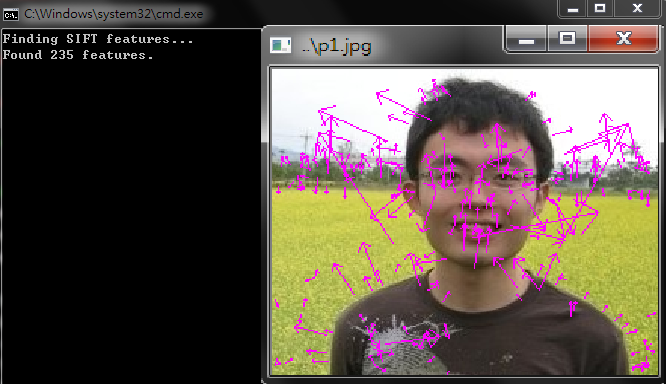 C:\Windows\system32\cmd.exe
Finding SIFT features...
Found 235 features.
..\p1.jpg